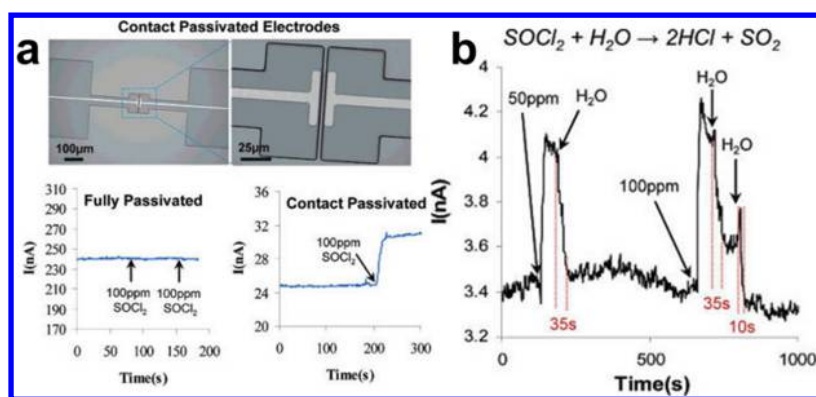 Contact Passivated Electrodes
a
100µm
25µm
Fully Passivated
I(nA)
310
290
270
250
230
210
190
170
100ppm
SOCl₂
100ppm
SOCl₂
0
50
100
150
200
Time(s)
Contact Passivated
I(nA)
36
32
28
24
100ppm
SOCl₂
0
100
200
300
Time(s)
b
SOCl₂ + H₂O → 2HCl + SO₂
I(nA)
4.4
4.2
4
3.8
3.6
3.4
3.2
50ppm
H₂O
35s
100ppm
H₂O
H₂O
35s
10s
0
500
1000
Time(s)